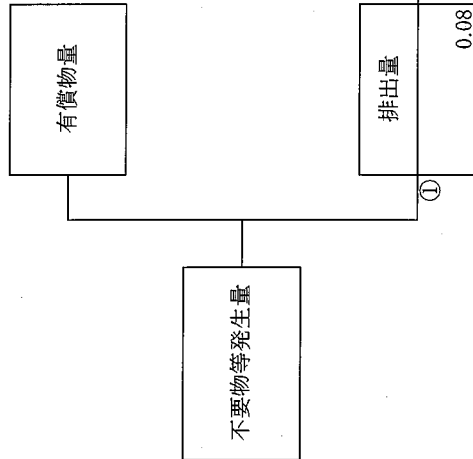 有償物量
不要物等発生量
排出量
①
0.08